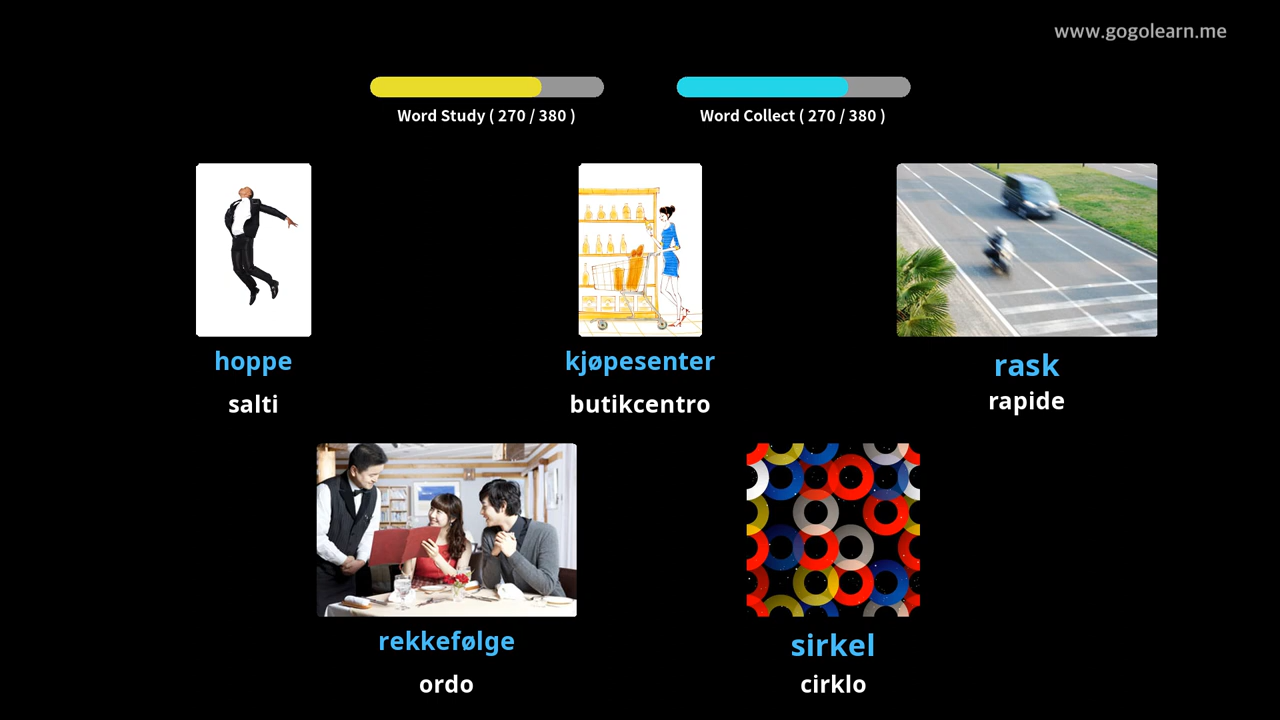 www.gogolearn.me
Word Study ( 270 / 380 )
Word Collect ( 270 / 380 )
hoppe
salti
kjøpesenter
butikcentro
rask
rapide
rekkefølge
ordo
sirkel
cirklo